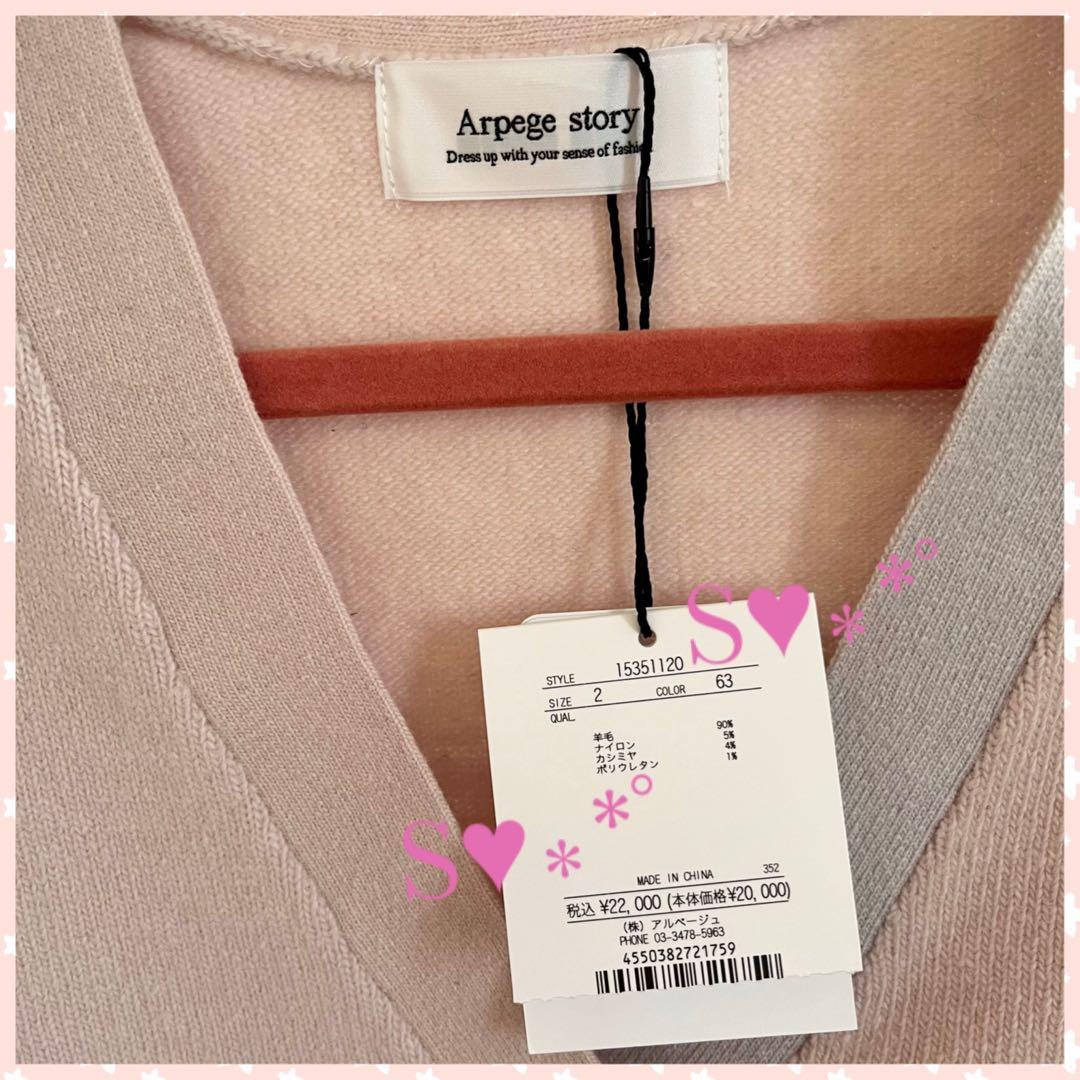 Arpege story
Dress up with your sense of fashio
S♥**°
STYLE 15351120
SIZE 2 COLOR 63
QUAL
羊毛 90%
ナイロン 5%
カシミヤ 4%
ポリウレタン 1%
S♥**°
MADE IN CHINA 352
税込 ¥22,000 (本体価格¥20,000)
(株) アルページュ
PHONE 03-3478-5963
4550382721759